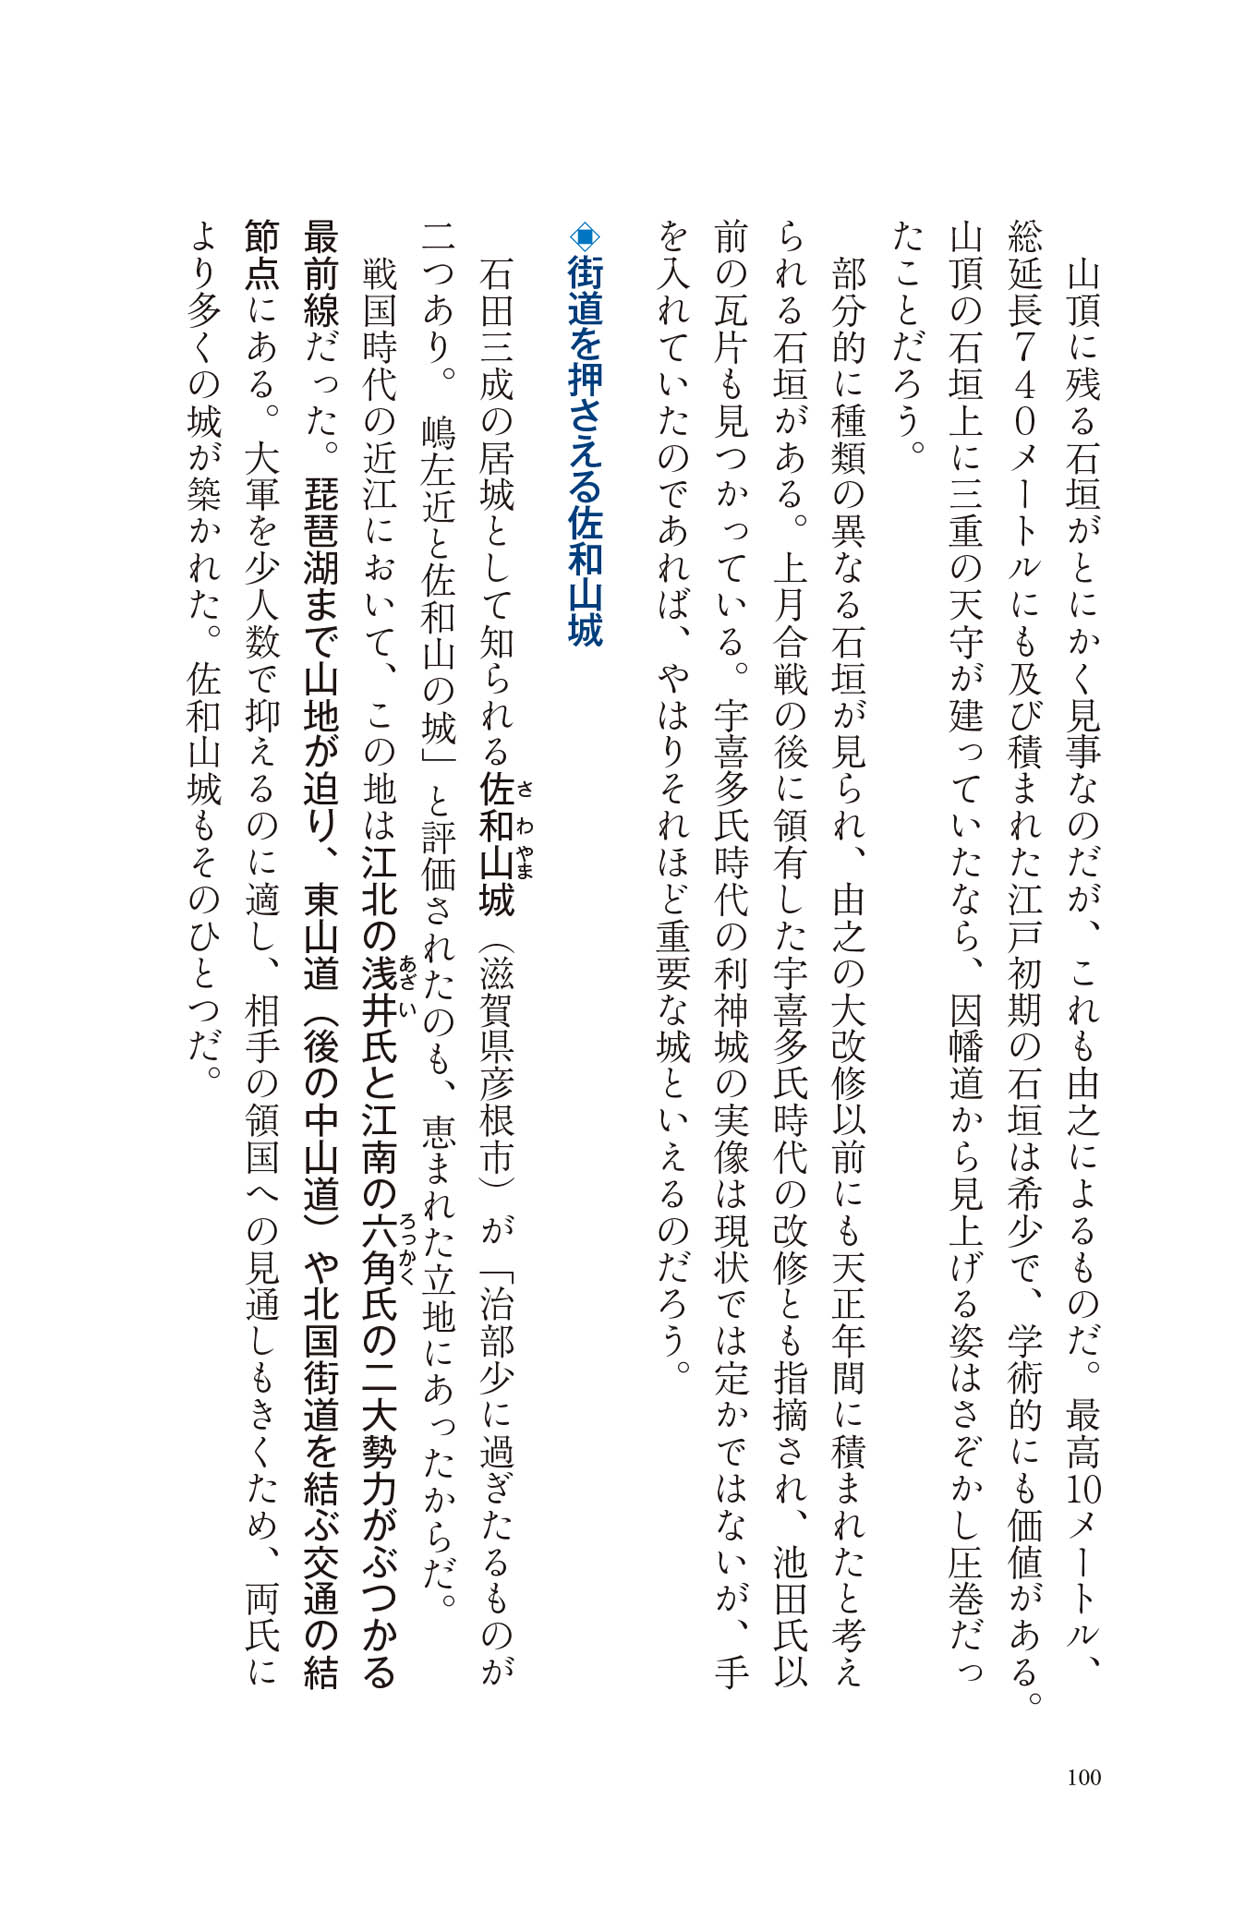 山頂に残る石垣がとにかく見事なのだが、これも由之によるものだ。最高10メートル、
総延長７４０メートルにも及び積まれた江戸初期の石垣は希少で、学術的にも価値がある。
山頂の石垣上に三重の天守が建っていたなら、因幡道から見上げる姿はさぞかし圧巻だっ
たことだろう。
部分的に種類の異なる石垣が見られ、由之の大改修以前にも天正年間に積まれたと考え
られる石垣がある。上月合戦の後に領有した宇喜多氏時代の改修とも指摘され、池田氏以
前の瓦片も見つかっている。宇喜多氏時代の利神城の実像は現状では定かではないが、手
を入れていたのであれば、やはりそれほど重要な城といえるのだろう。
◈街道を押さえる佐和山城
石田三成の居城として知られる佐和山城（滋賀県彦根市）が「治部少に過ぎたるものが
さわやま
二つあり。嶋左近と佐和山の城」と評価されたのも、恵まれた立地にあったからだ。
戦国時代の近江において、この地は江北の浅井氏と江南の六角氏の二大勢力がぶつかる
あざい
ろっかく
最前線だった。琵琶湖まで山地が迫り、東山道（後の中山道）や北国街道を結ぶ交通の結
節点にある。大軍を少人数で抑えるのに適し、相手の領国への見通しもきくため、両氏に
より多くの城が築かれた。佐和山城もそのひとつだ。
100